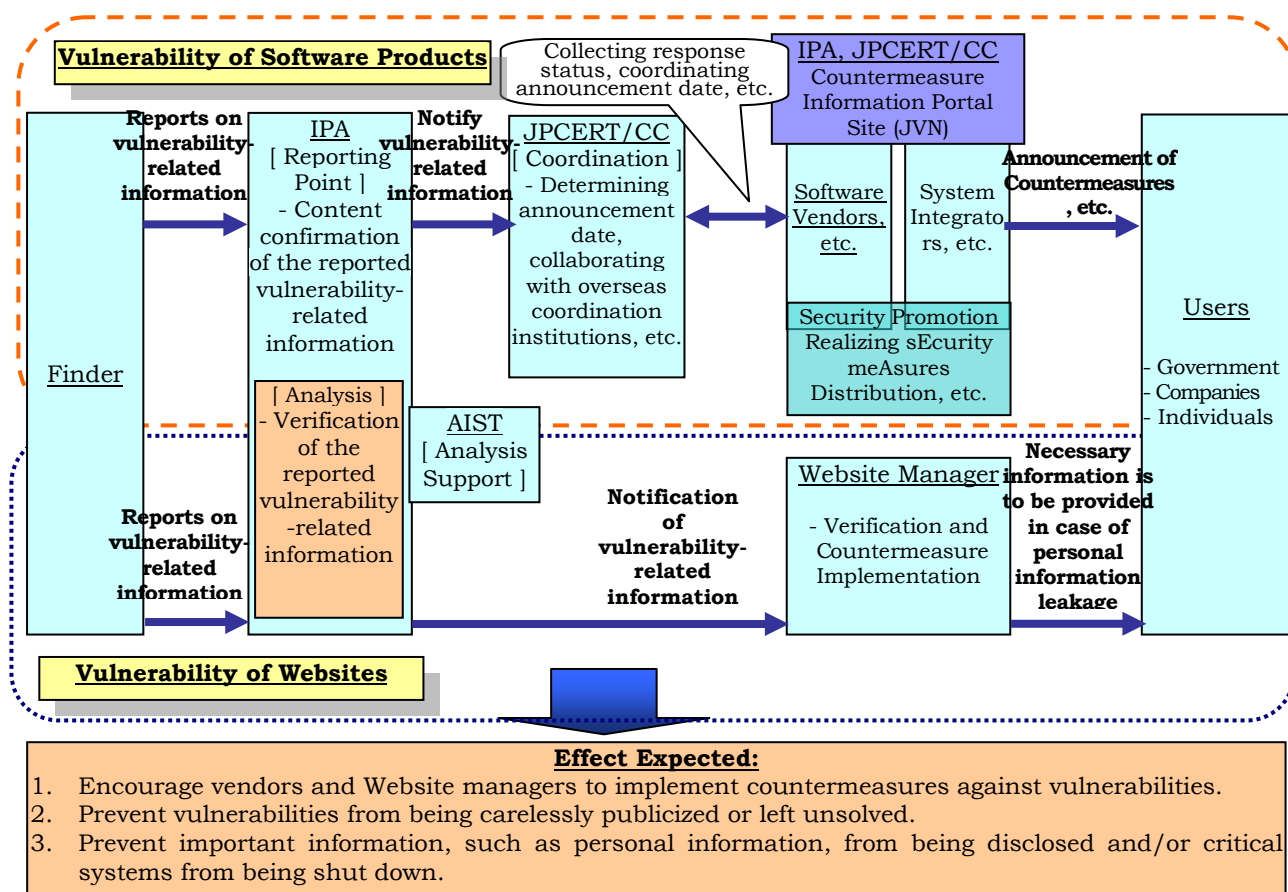 Vulnerability of Software Products
Collecting response
status, coordinating
announcement date, etc.
IPA, JPCERT/CC
Countermeasure
Information Portal
Site (JVN)
Finder
Reports on
vulnerability-
related
information
IPA
[ Reporting
Point ]
- Content
confirmation
of the reported
vulnerability-
related
information
[ Analysis ]
- Verification
of the
reported
vulnerability
-related
information
Notify
vulnerability-
related
information
JPCERT/CC
[ Coordination ]
- Determining
announcement
date,
collaborating
with overseas
coordination
institutions, etc.
AIST
[ Analysis
Support ]
Software
Vendors,
etc.
System
Integrato
rs, etc.
Security Promotion
Realizing sEcurity
meAsures
Distribution, etc.
Announcement of
Countermeasures
, etc.
Users
- Government
- Companies
- Individuals
Reports on
vulnerability-
related
information
Notification
of
vulnerability-
related
information
Website Manager
- Verification and
Countermeasure
Implementation
Necessary
information is
to be provided
in case of
personal
information
leakage
Vulnerability of Websites
Effect Expected:
1. Encourage vendors and Website managers to implement countermeasures against vulnerabilities.
2. Prevent vulnerabilities from being carelessly publicized or left unsolved.
3. Prevent important information, such as personal information, from being disclosed and/or critical
systems from being shut down.